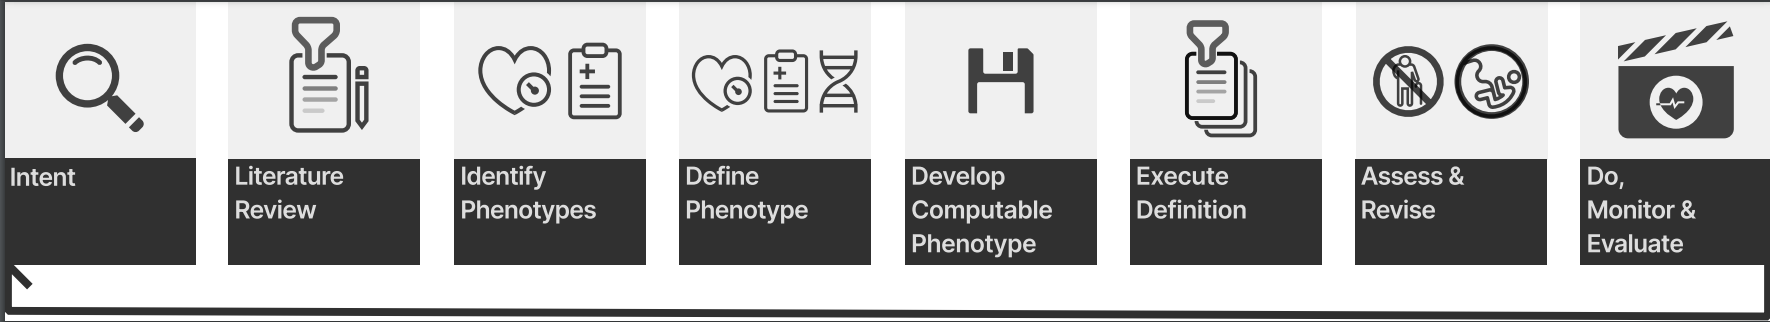 Intent
Literature
Review
Identify
Phenotypes
Define
Phenotype
Develop
Computable
Phenotype
Execute
Definition
Assess &
Revise
Do,
Monitor &
Evaluate